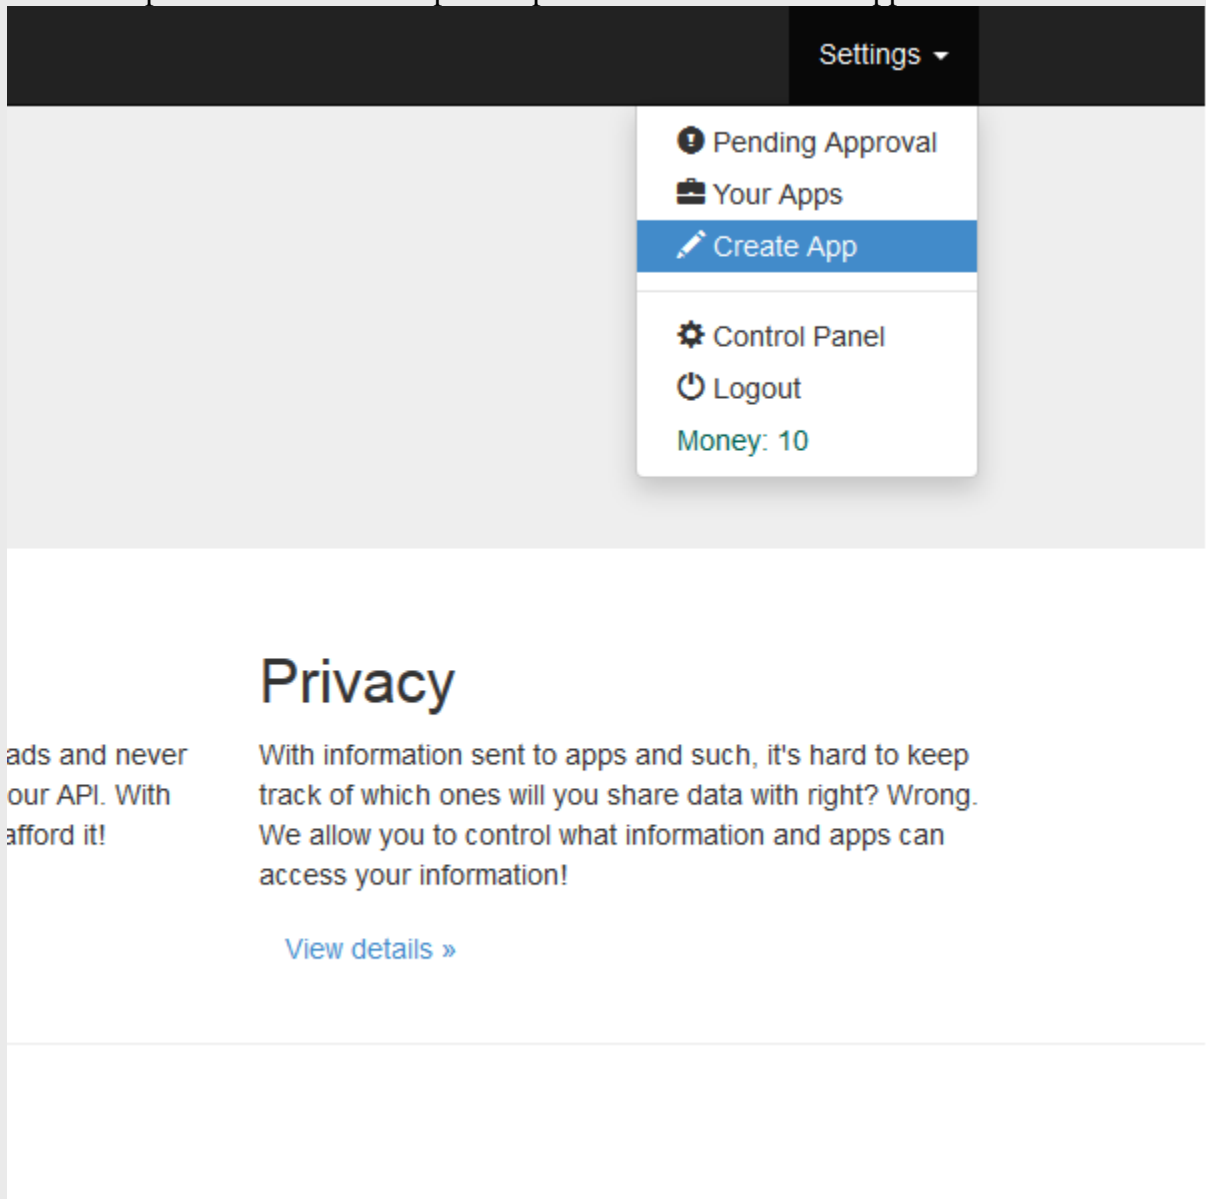 Settings
Pending Approval
Your Apps
Create App
Control Panel
Logout
Money: 10
ads and never
our API. With
afford it!
Privacy
With information sent to apps and such, it's hard to keep
track of which ones will you share data with right? Wrong.
We allow you to control what information and apps can
access your information!
View details »